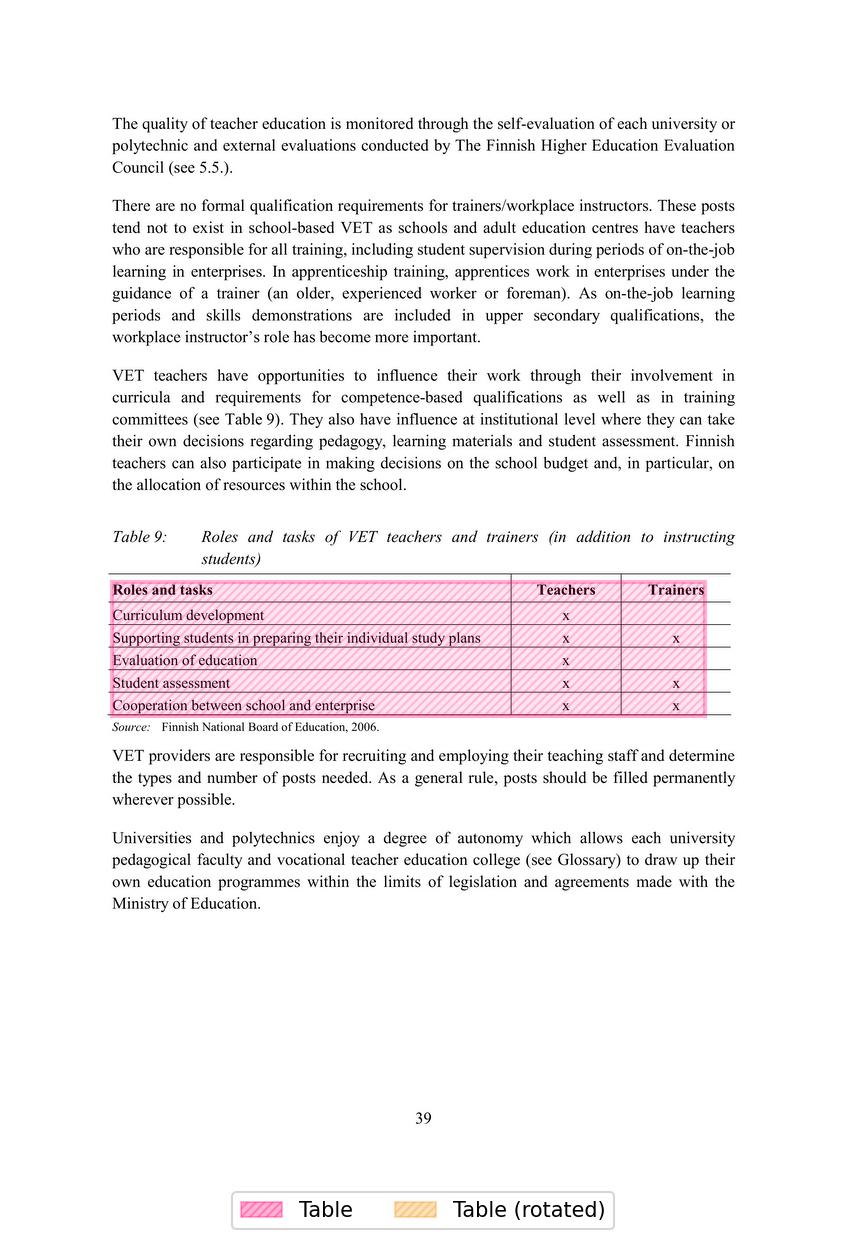 The quality of teacher education is monitored through the self-evaluation of each university or
polytechnic and external evaluations conducted by The Finnish Higher Education Evaluation
Council (see 5.5.).
There are no formal qualification requirements for trainers/workplace instructors. These posts
tend not to exist in school-based VET as schools and adult education centres have teachers
who are responsible for all training, including student supervision during periods of on-the-job
learning in enterprises. In apprenticeship training, apprentices work in enterprises under the
guidance of a trainer (an older, experienced worker or foreman). As on-the-job learning
periods and skills demonstrations are included in upper secondary qualifications, the
workplace instructor’s role has become more important.
VET teachers have opportunities to influence their work through their involvement in
curricula and requirements for competence-based qualifications as well as in training
committees (see Table 9). They also have influence at institutional level where they can take
their own decisions regarding pedagogy, learning materials and student assessment. Finnish
teachers can also participate in making decisions on the school budget and, in particular, on
the allocation of resources within the school.
Table 9: Roles and tasks of VET teachers and trainers (in addition to instructing
students)
Roles and tasks Teachers Trainers
Curriculum development x
Supporting students in preparing their individual study plans x x
Evaluation of education x
Student assessment x x
Cooperation between school and enterprise x x
Source: Finnish National Board of Education, 2006.
VET providers are responsible for recruiting and employing their teaching staff and determine
the types and number of posts needed. As a general rule, posts should be filled permanently
wherever possible.
Universities and polytechnics enjoy a degree of autonomy which allows each university
pedagogical faculty and vocational teacher education college (see Glossary) to draw up their
own education programmes within the limits of legislation and agreements made with the
Ministry of Education.
39
Table Table (rotated)